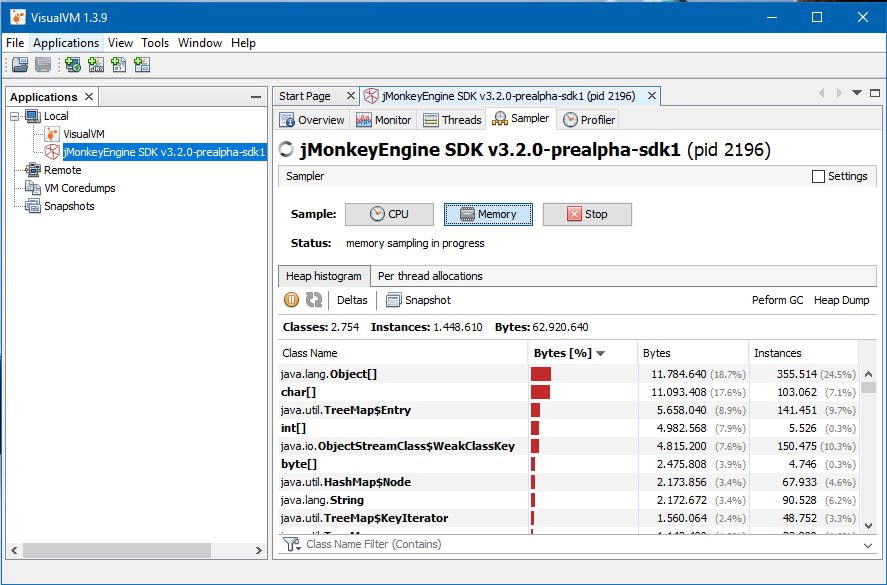 VisualVM 1.3.9
File Applications View Tools Window Help
Applications
Local
VisualVM
jMonkeyEngine SDK v3.2.0-prealpha-sdk1
Remote
VM Coredumps
Snapshots
Start Page jMonkeyEngine SDK v3.2.0-prealpha-sdk1 (pid 2196)
Overview Monitor Threads Sampler Profiler
jMonkeyEngine SDK v3.2.0-prealpha-sdk1 (pid 2196)
Sampler Settings
Sample: CPU Memory Stop
Status: memory sampling in progress
Heap histogram Per thread allocations
Deltas Snapshot Peform GC Heap Dump
Classes: 2.754 Instances: 1.448.610 Bytes: 62.920.640
Class Name Bytes [%] Bytes Instances
java.lang.Object[] 11.784.640 (18.7%) 355.514 (24.5%)
char[] 11.093.408 (17.6%) 103.062 (7.1%)
java.util.TreeMap$Entry 5.658.040 (8.9%) 141.451 (9.7%)
int[] 4.982.568 (7.9%) 5.526 (0.3%)
java.io.ObjectStreamClass$WeakClassKey 4.815.200 (7.6%) 150.475 (10.3%)
byte[] 2.475.808 (3.9%) 4.746 (0.3%)
java.util.HashMap$Node 2.173.856 (3.4%) 67.933 (4.6%)
java.lang.String 2.172.672 (3.4%) 90.528 (6.2%)
java.util.TreeMap$KeyIterator 1.560.064 (2.4%) 48.752 (3.3%)
Class Name Filter (Contains)